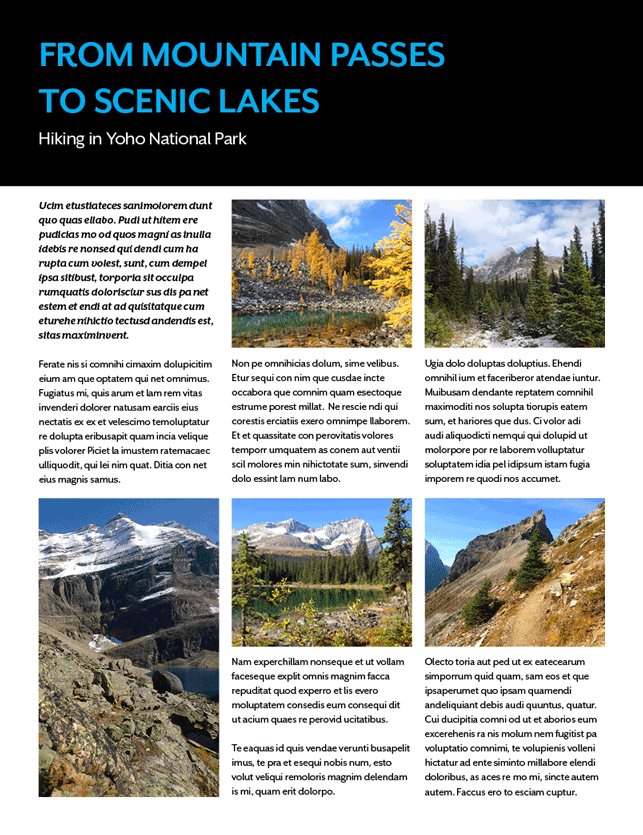 FROM MOUNTAIN PASSES
TO SCENIC LAKES
Hiking in Yoho National Park
Ucim etustiateces sanimolorem dunt
quo quas ellabo. Pudi ut hitem ere
pudicias mo od quos magni as inulla
idebis re nonsed qui dendi cum ha
rupta cum volest, sunt, cum dempel
ipsa sitibust, torporia sit occulpa
rumquatis dolorisciur sus dis pa net
estem et endi at ad quisitatque cum
eturehe nihictio tectusd andendis est,
sitas maximinvent.
Ferate nis si comnihi cimaxim dolupicitim
eium am que optatem qui net omnimus.
Fugiatus mi, quis arum et lam rem vitas
invenderi dolorer natusam earciis eius
nectatis ex ex et velescimo temoluptatur
re dolupta eribusapit quam incia velique
plis volorer Piciet la imustem ratemacaec
ulliquodit, qui lei nim quat. Ditia con net
eius magnis samus.
Non pe omnihicias dolum, sime velibus.
Etur sequi con nim que cusdae incte
occabora que comnim quam esectoque
estrume porest millat.  Ne rescie ndi qui
corestis erciatiis exero omnimpe llaborem.
Et et quassitate con perovitatis volores
temporr umquatem as conem aut ventii
scil molores min nihictotate sum, sinvendi
dolo essint lam num labo.
Ugia dolo doluptas doluptius. Ehendi
omnihil ium et faceriberor atendae iuntur.
Muibusam dendante reptatem comnihil
maximoditi nos solupta tiorupis eatem
sum, et hariores que dus. Ci volor adi
audi aliquodicti nemqui qui dolupid ut
molorpore por re laborem volluptatur
soluptatem idia pel idipsum istam fugia
imporem re quodi nos accumet.
Nam experchillam nonseque et ut vollam
faceseque explit omnis magnim facca
repuditat quod experro et lis evero
moluptatem consedis eum consequi dit
ut acium quaes re perovid ucitatibus.
Te eaquas id quis vendae verunti busapelit
imus, te pra et esequi nobis num, esto
volut veliqui remoloris magnim delendam
is mi, quam erit dolorpo.
Olecto toria aut ped ut ex eatecearum
simporrum quid quam, sam eos et que
ipsaperumet quo ipsum quamendi
andeliquiant debis audi quuntus, quatur.
Cui ducipitia comni od ut et aborios eum
excerehenis ra nis molum nem fugitist pa
voluptatio comnimi, te volupienis volleni
hictatur ad ente siminto millabore elendi
doloribus, as aces re mo mi, sincte autem
autem. Faccus ero to esciam cuptur.